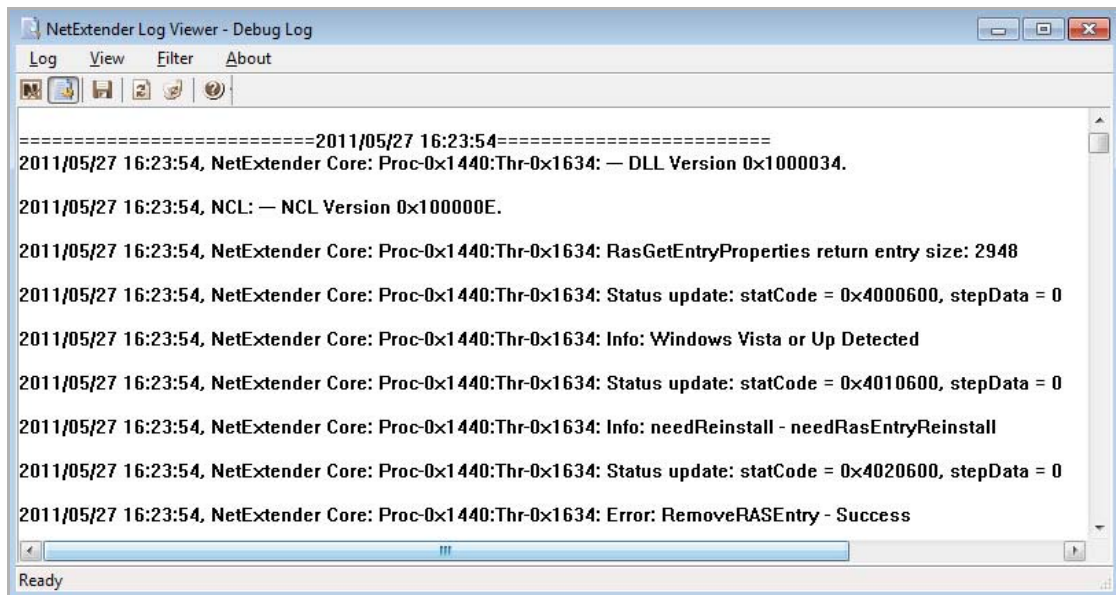 NetExtender Log Viewer - Debug Log
Log View Filter About
===========================2011/05/27 16:23:54=========================
2011/05/27 16:23:54, NetExtender Core: Proc-0x1440:Thr-0x1634: — DLL Version 0x1000034.
2011/05/27 16:23:54, NCL: — NCL Version 0x100000E.
2011/05/27 16:23:54, NetExtender Core: Proc-0x1440:Thr-0x1634: RasGetEntryProperties return entry size: 2948
2011/05/27 16:23:54, NetExtender Core: Proc-0x1440:Thr-0x1634: Status update: statCode = 0x4000600, stepData = 0
2011/05/27 16:23:54, NetExtender Core: Proc-0x1440:Thr-0x1634: Info: Windows Vista or Up Detected
2011/05/27 16:23:54, NetExtender Core: Proc-0x1440:Thr-0x1634: Status update: statCode = 0x4010600, stepData = 0
2011/05/27 16:23:54, NetExtender Core: Proc-0x1440:Thr-0x1634: Info: needReinstall - needRasEntryReinstall
2011/05/27 16:23:54, NetExtender Core: Proc-0x1440:Thr-0x1634: Status update: statCode = 0x4020600, stepData = 0
2011/05/27 16:23:54, NetExtender Core: Proc-0x1440:Thr-0x1634: Error: RemoveRASEntry - Success
Ready